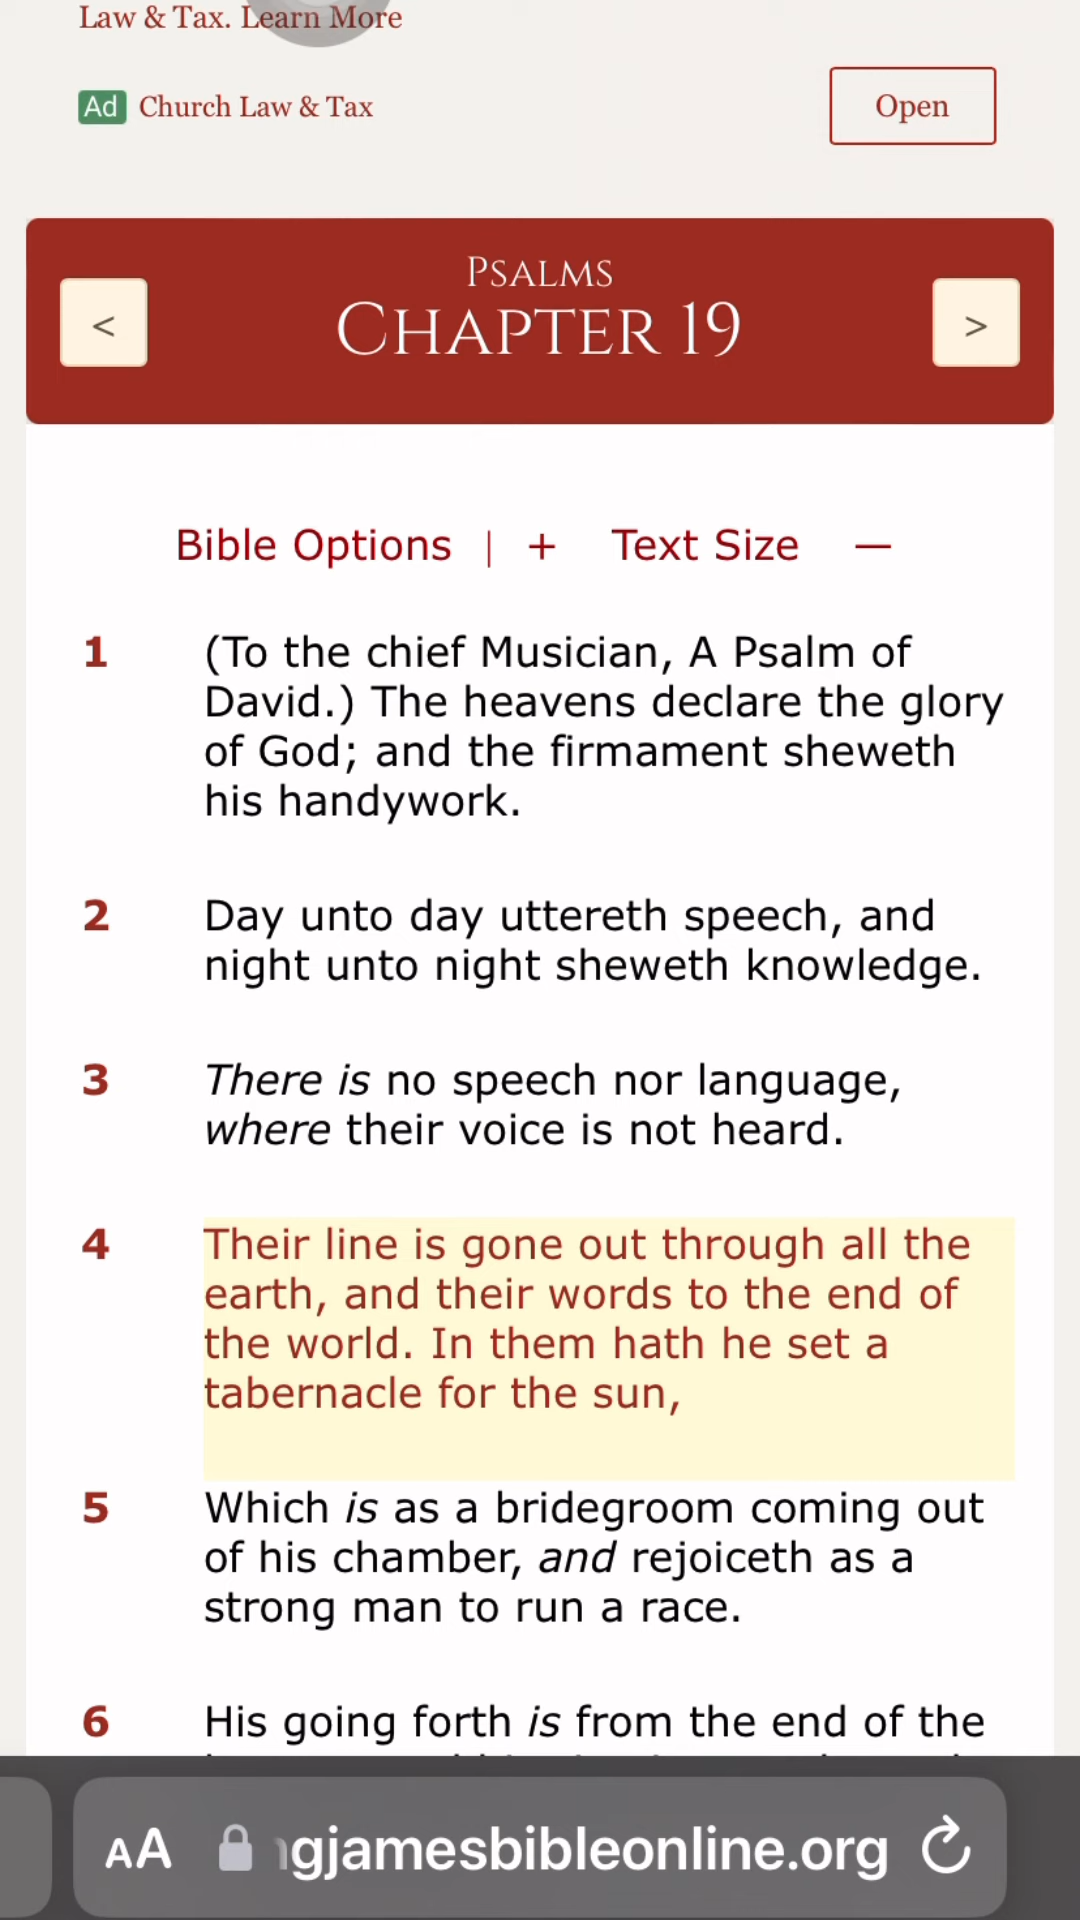 Law & Tax. Learn More
Ad Church Law & Tax
Open
Psalms
Chapter 19
<
>
Bible Options | + Text Size —
1 (To the chief Musician, A Psalm of
David.) The heavens declare the glory
of God; and the firmament sheweth
his handywork.
2 Day unto day uttereth speech, and
night unto night sheweth knowledge.
3 There is no speech nor language,
where their voice is not heard.
4 Their line is gone out through all the
earth, and their words to the end of
the world. In them hath he set a
tabernacle for the sun,
5 Which is as a bridegroom coming out
of his chamber, and rejoiceth as a
strong man to run a race.
6 His going forth is from the end of the
AA gjamesbibleonline.org